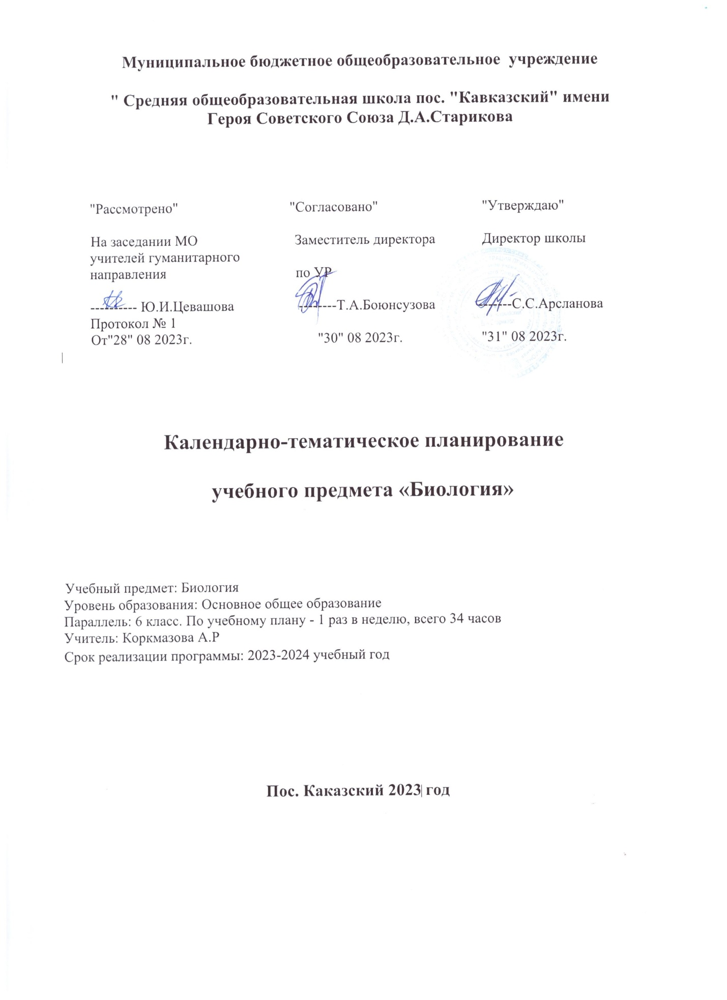 Муниципальное бюджетное общеобразовательное учреждение
" Средняя общеобразовательная школа пос. "Кавказский" имени
Героя Советского Союза Д.А.Старикова
"Рассмотрено" "Согласовано" "Утверждаю"
На заседании МО Заместитель директора Директор школы
учителей гуманитарного
направления по УР
---------- Ю.И.Цевашова --------Т.А.Боюнсузова -------С.С.Арсланова
Протокол № 1
От"28" 08 2023г. "30" 08 2023г. "31" 08 2023г.
Календарно-тематическое планирование
учебного предмета «Биология»
Учебный предмет: Биология
Уровень образования: Основное общее образование
Параллель: 6 класс. По учебному плану - 1 раз в неделю, всего 34 часов
Учитель: Коркмазова А.Р
Срок реализации программы: 2023-2024 учебный год
Пос. Каказский 2023 год